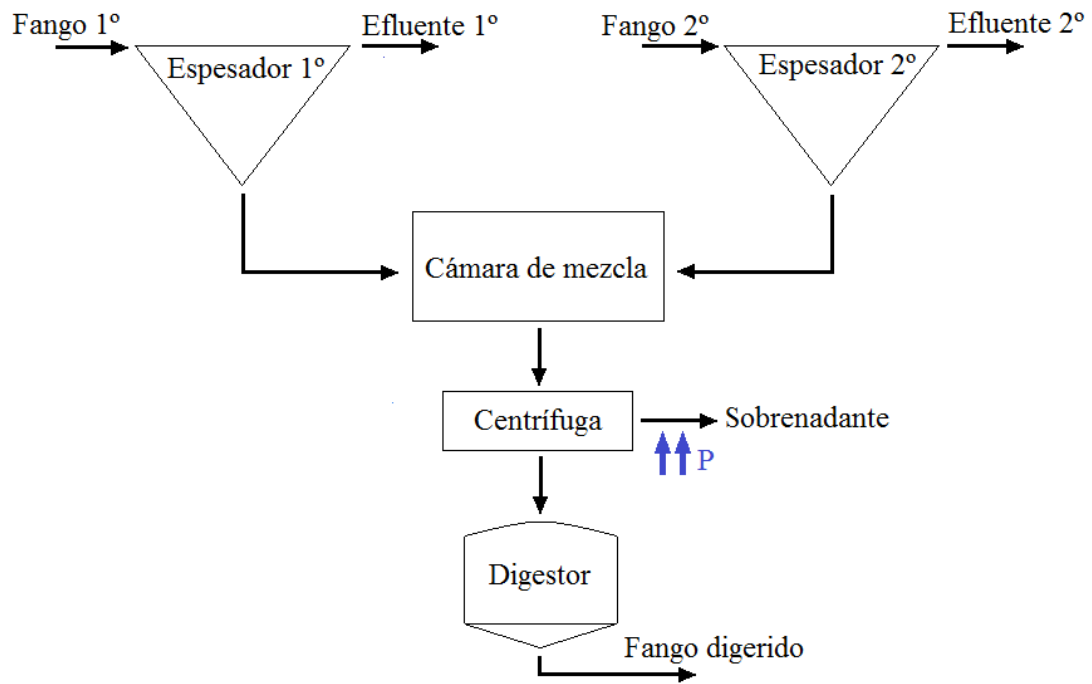 Fango 1º
Efluente 1º
Fango 2º
Efluente 2º
Espesador 1º
Espesador 2º
Cámara de mezcla
Centrífuga
Sobrenadante
P
Digestor
Fango digerido